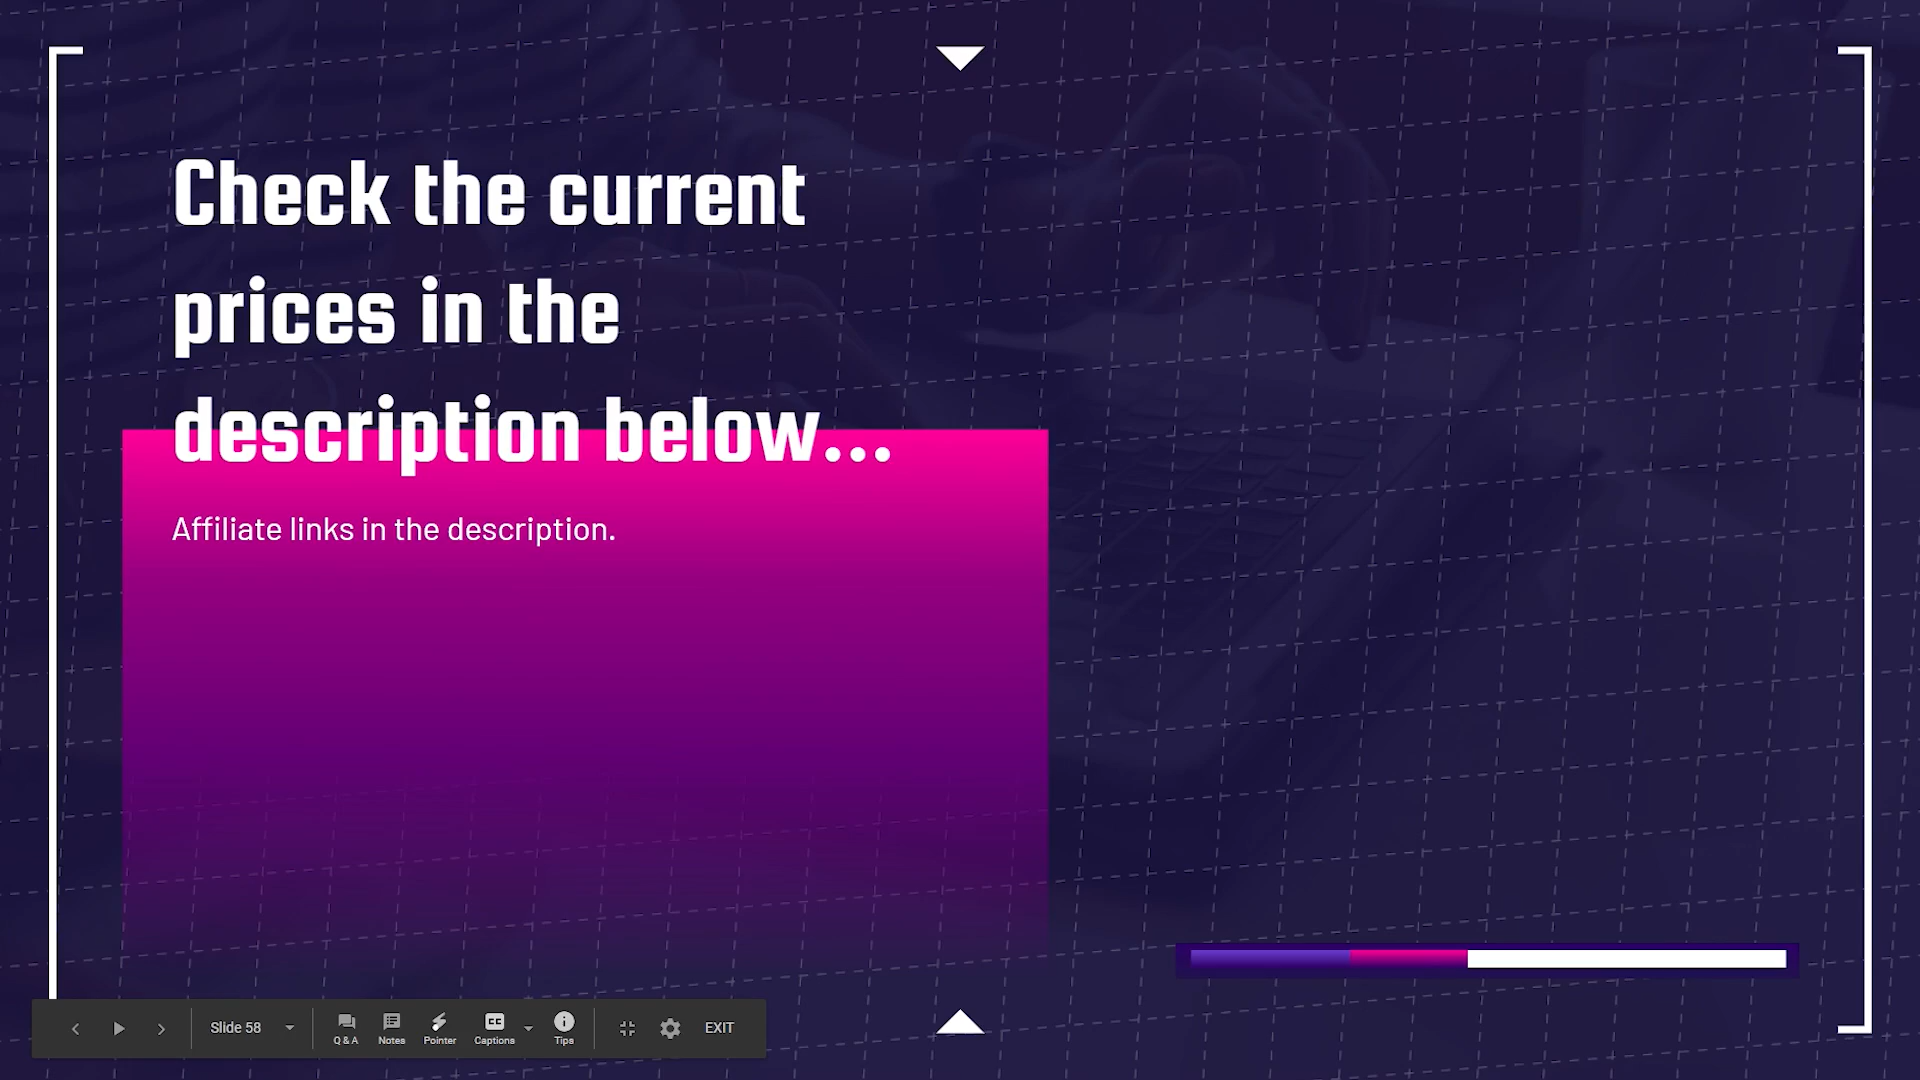 Check the current
prices in the
description below...
Affiliate links in the description.
Slide 58
Q & A
Notes
Pointer
CC
Captions
Tips
EXIT